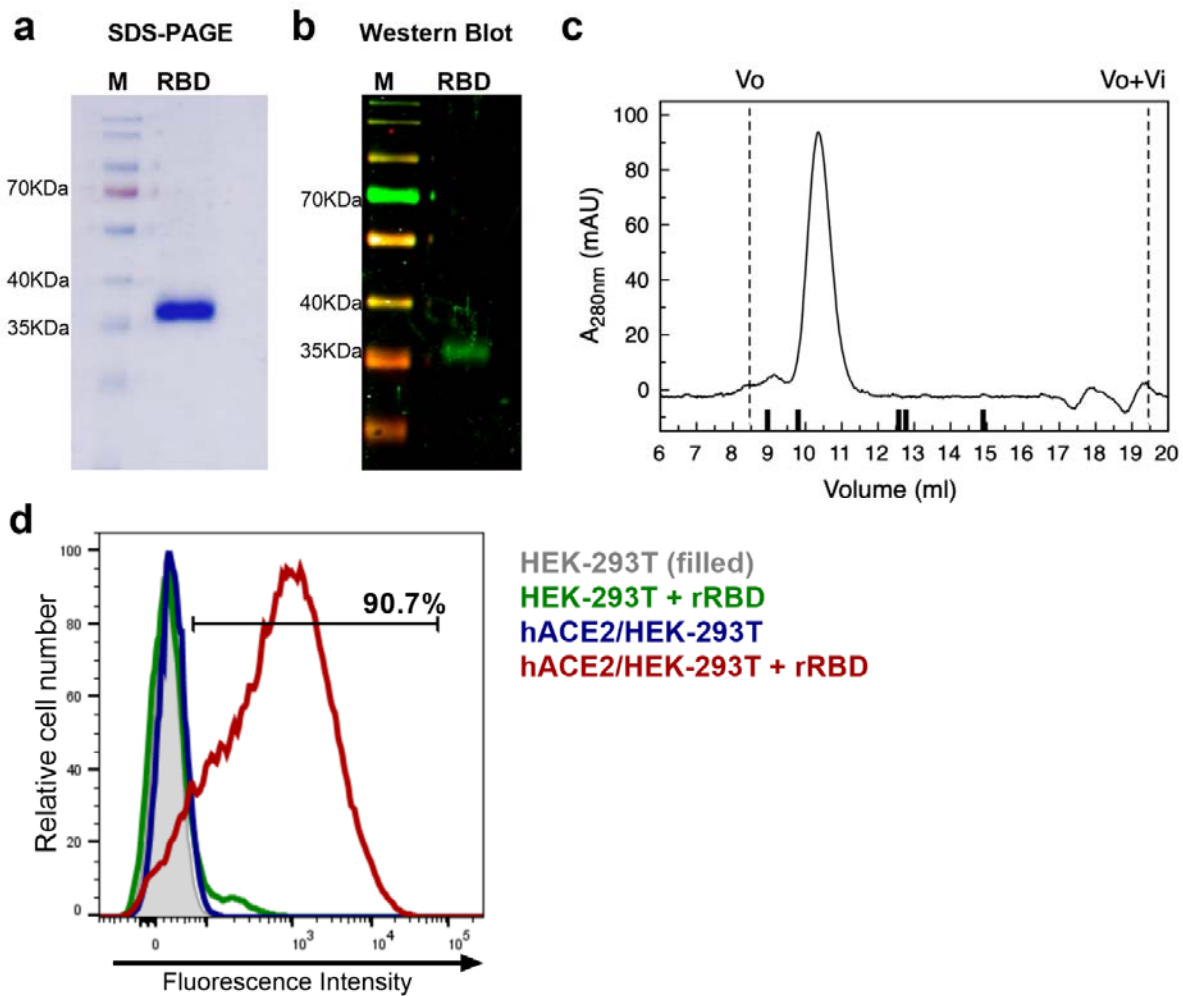 a SDS-PAGE
M RBD
70KDa
40KDa
35KDa
b Western Blot
M RBD
70KDa
40KDa
35KDa
c
Vo Vo+Vi
100
80
60
40
20
0
A280nm (mAU)
6 7 8 9 10 11 12 13 14 15 16 17 18 19 20
Volume (ml)
d
100
80
60
40
20
0
Relative cell number
90.7%
0 10³ 10⁴ 10⁵
Fluorescence Intensity
HEK-293T (filled)
HEK-293T + rRBD
hACE2/HEK-293T
hACE2/HEK-293T + rRBD